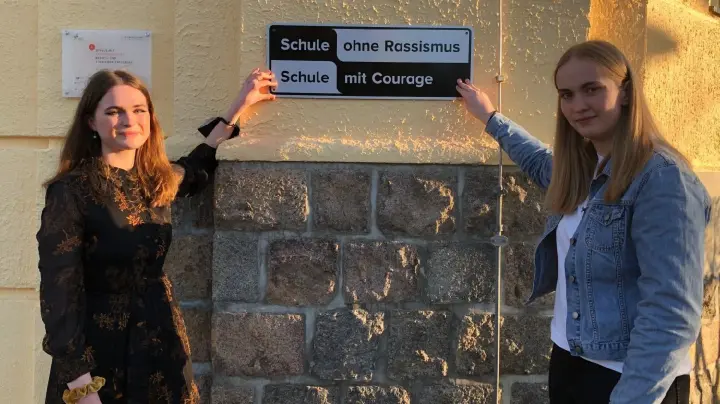 Schule ohne Rassismus
Schule mit Courage